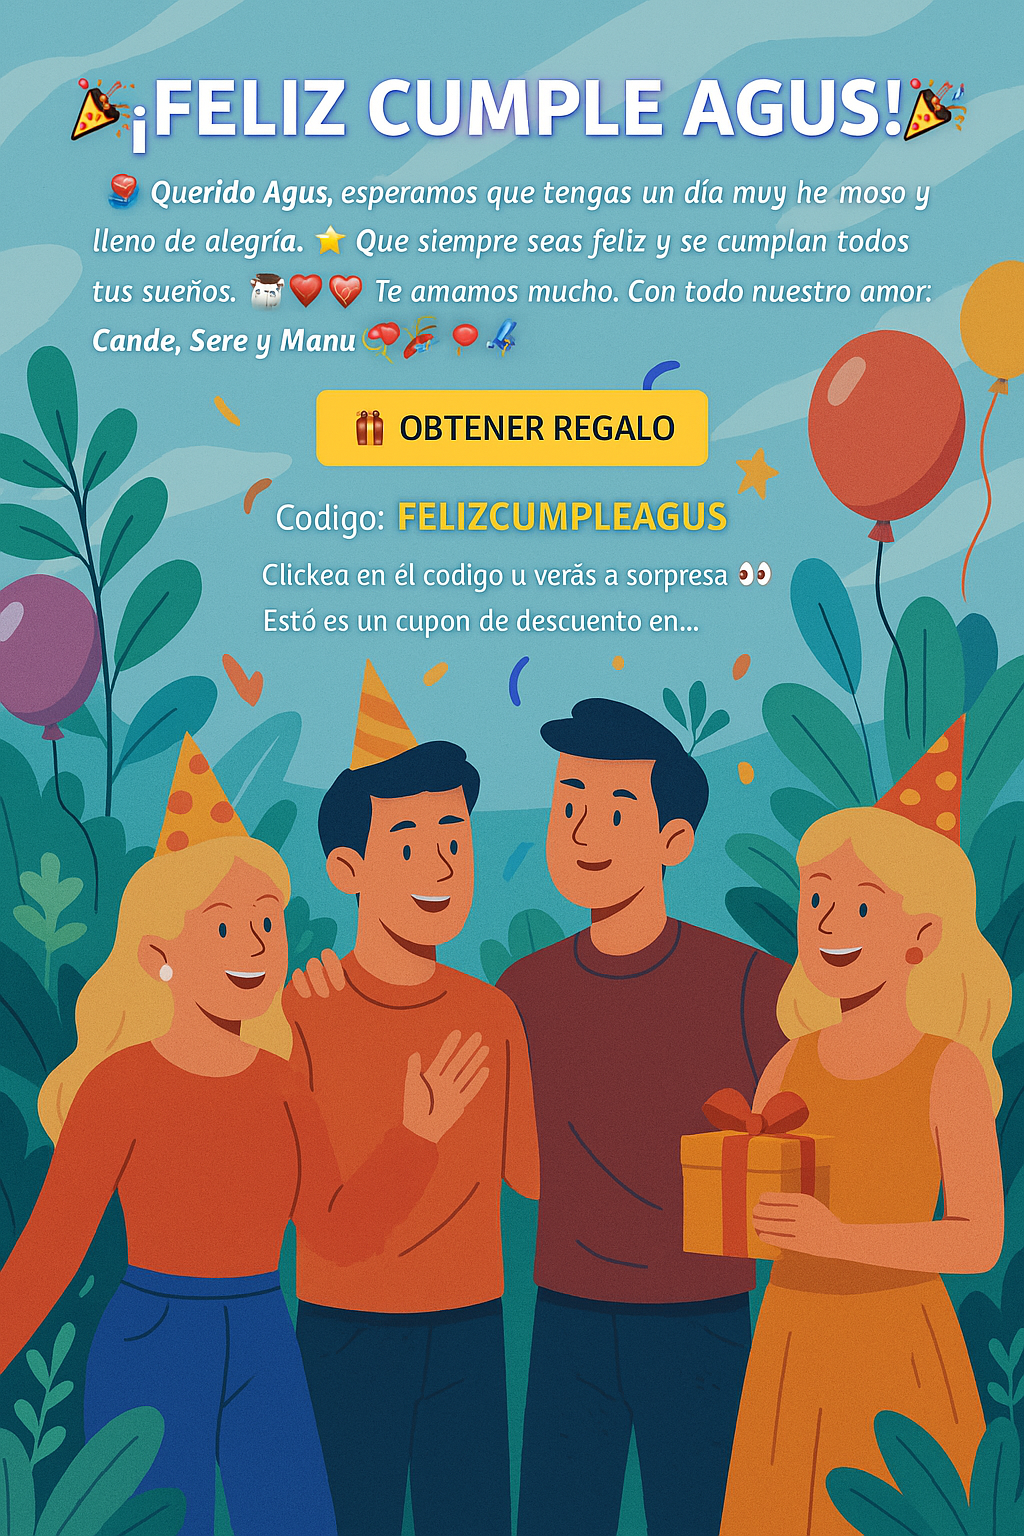 ¡FELIZ CUMPLE AGUS!
Querido Agus, esperamos que tengas un día muy he moso y
lleno de alegría. Que siempre seas feliz y se cumplan todos
tus sueños. Te amamos mucho. Con todo nuestro amor:
Cande, Sere y Manu
OBTENER REGALO
Codigo: FELIZCUMPLEAGUS
Clickea en él codigo u verăs a sorpresa
Estó es un cupon de descuento en...